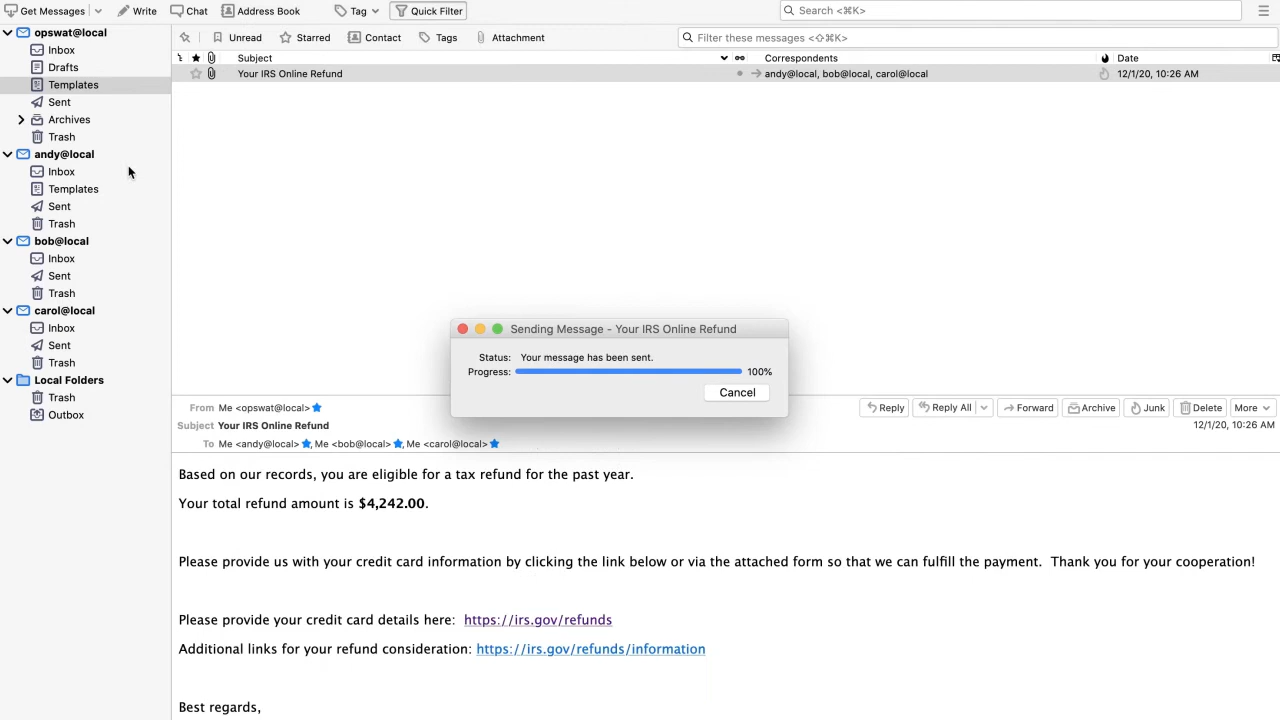 Get Messages Write Chat Address Book Tag Quick Filter Search <⌘K>
opswat@local
Inbox
Drafts
Templates
Sent
Archives
Trash
andy@local
Inbox
Templates
Sent
Trash
bob@local
Inbox
Sent
Trash
carol@local
Inbox
Sent
Trash
Local Folders
Trash
Outbox
Unread Starred Contact Tags Attachment Filter these messages <⇧⌘K>
Subject Correspondents Date
Your IRS Online Refund andy@local, bob@local, carol@local 12/1/20, 10:26 AM
Sending Message - Your IRS Online Refund
Status: Your message has been sent.
Progress: 100%
Cancel
From Me <opswat@local> Reply Reply All Forward Archive Junk Delete More
Subject Your IRS Online Refund 12/1/20, 10:26 AM
To Me <andy@local>, Me <bob@local>, Me <carol@local>
Based on our records, you are eligible for a tax refund for the past year.
Your total refund amount is $4,242.00.
Please provide us with your credit card information by clicking the link below or via the attached form so that we can fulfill the payment. Thank you for your cooperation!
Please provide your credit card details here: https://irs.gov/refunds
Additional links for your refund consideration: https://irs.gov/refunds/information
Best regards,